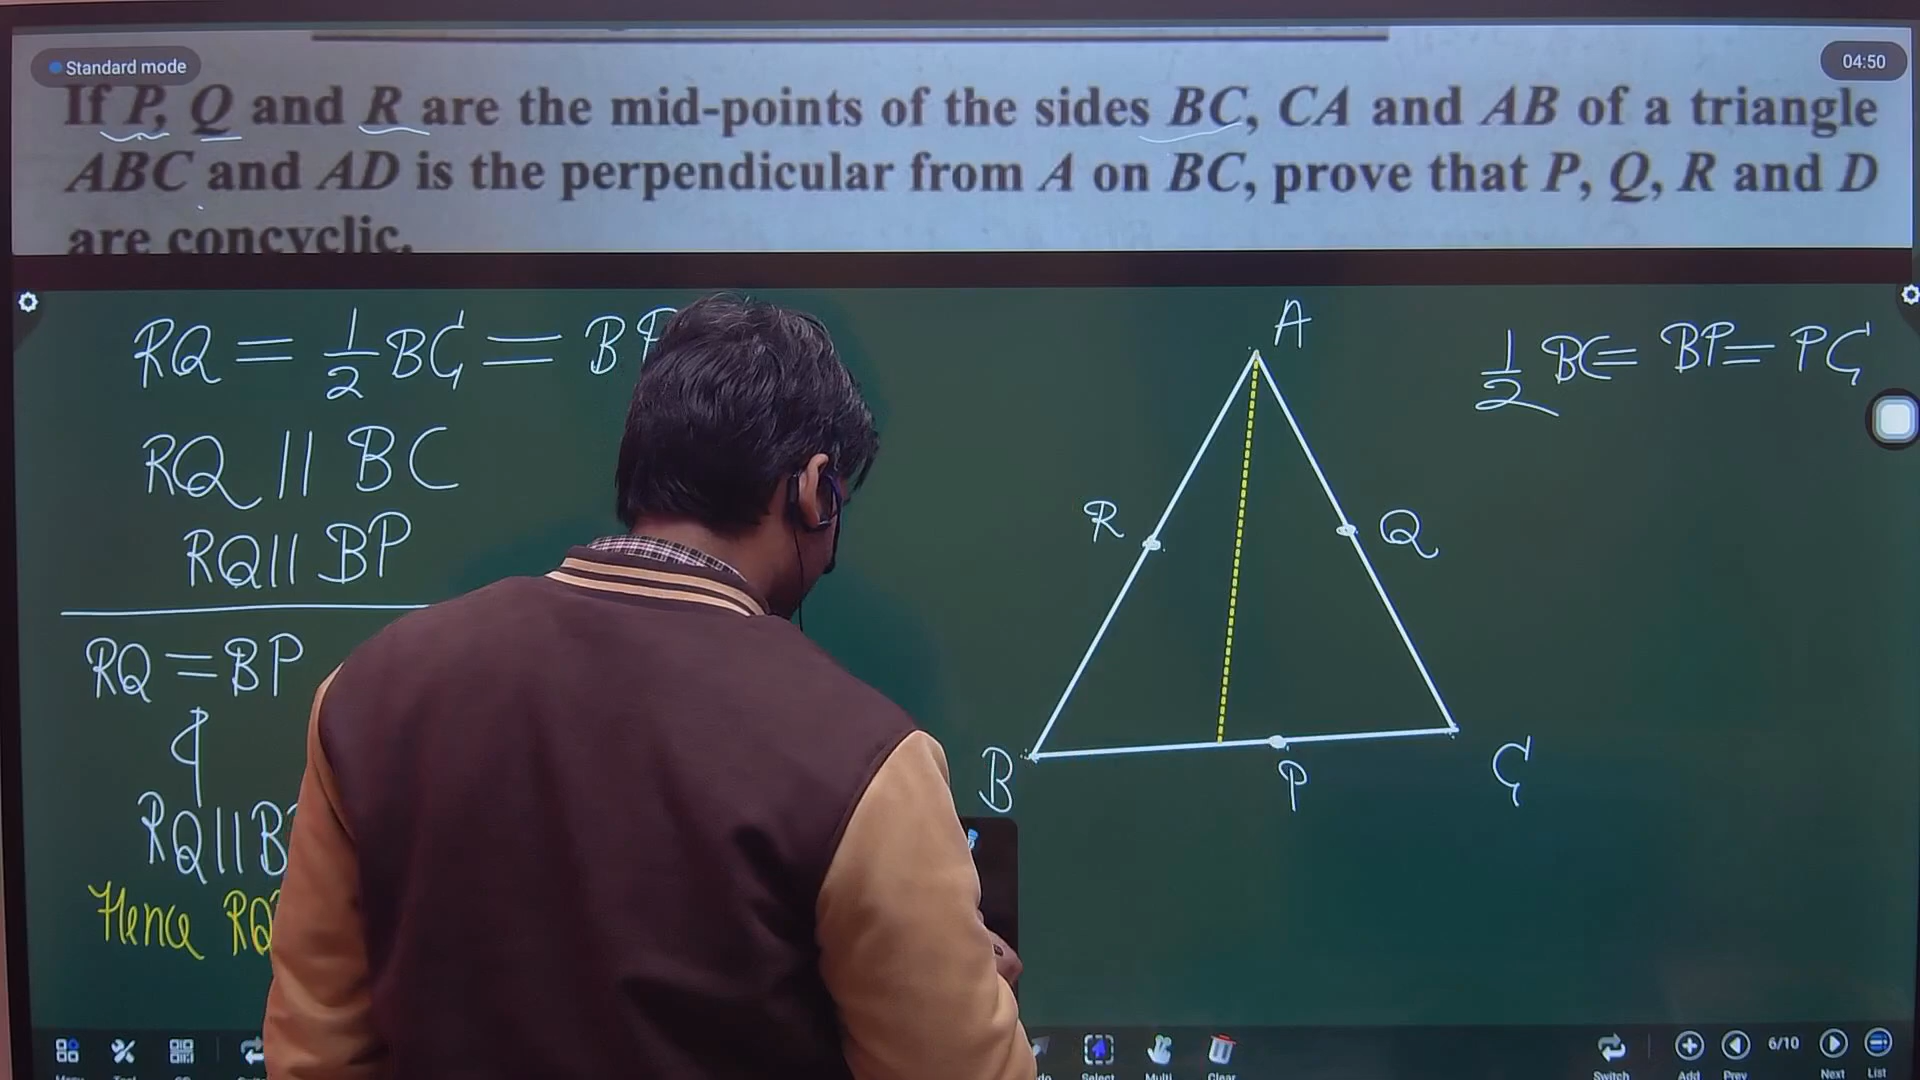 Standard mode
04:50
If P, Q and R are the mid-points of the sides BC, CA and AB of a triangle
ABC and AD is the perpendicular from A on BC, prove that P, Q, R and D
are concyclic.
RQ = 1/2 BC =
RQ || BC
RQ || BP
RQ = BP
RQ ||
Hence
A
1/2 BC = BP = PC
R
Q
B
P
C
Select
Multi
Clear
Switch
Add
Prev
6/10
Next
List